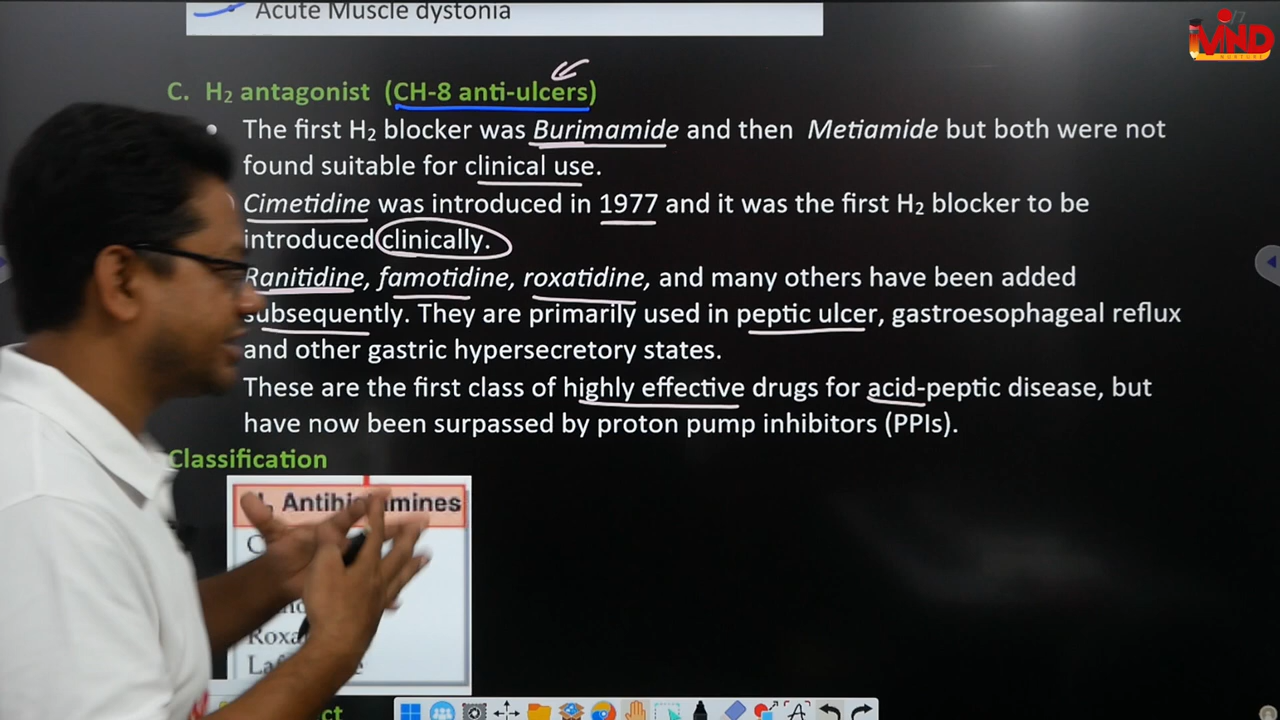 Acute Muscle dystonia
MND
C. H₂ antagonist (CH-8 anti-ulcers)
• The first H₂ blocker was Burimamide and then Metiamide but both were not
found suitable for clinical use.
Cimetidine was introduced in 1977 and it was the first H₂ blocker to be
introduced clinically.
Ranitidine, famotidine, roxatidine, and many others have been added
subsequently. They are primarily used in peptic ulcer, gastroesophageal reflux
and other gastric hypersecretory states.
These are the first class of highly effective drugs for acid-peptic disease, but
have now been surpassed by proton pump inhibitors (PPIs).
Classification